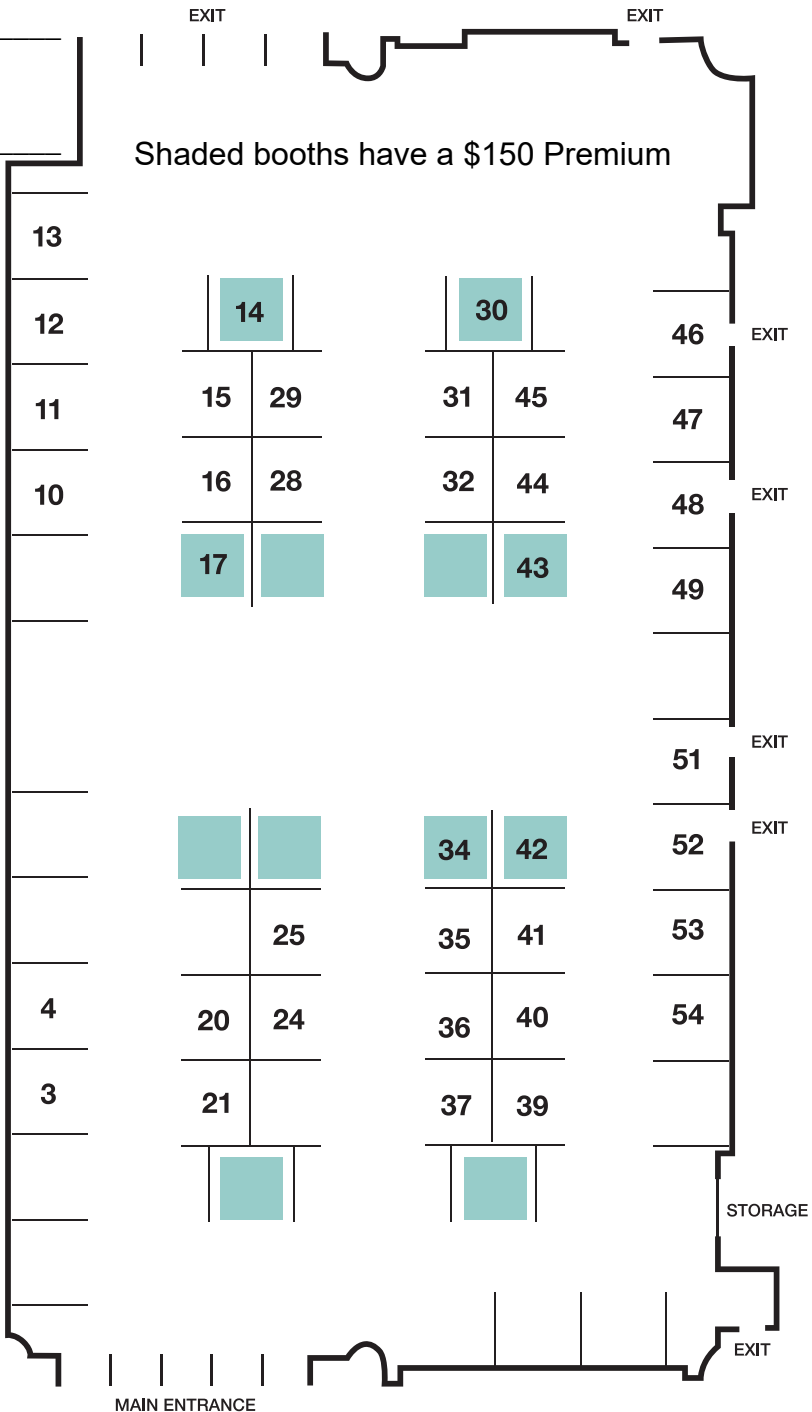 EXIT EXIT
Shaded booths have a $150 Premium
13
14 30
12 46 EXIT
15 29 31 45
11 47
16 28 32 44
10 48 EXIT
17 43
49
51 EXIT
34 42 52 EXIT
25 35 41 53
4 20 24 36 40 54
3 21 37 39
STORAGE
EXIT
MAIN ENTRANCE